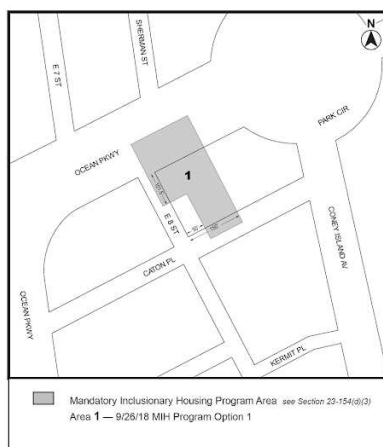 N
E 7 ST
SHERMAN ST
PARK CIR
OCEAN PKWY
1
E 8 ST
CATON PL
CONEY ISLAND AV
OCEAN PKWY
KERMIT PL
Mandatory Inclusionary Housing Program Area see Section 23-154(d)(3)
Area 1 — 9/26/18 MIH Program Option 1